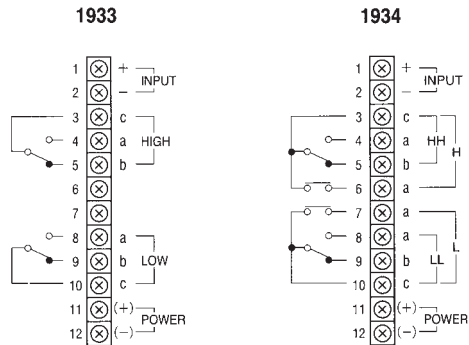 1933
1 +
INPUT
2 −
3 c
4 a HIGH
5 b
6
7
8 a
9 b LOW
10 c
11 (+)
POWER
12 (−)
1934
1 +
INPUT
2 −
3 c
4 a HH H
5 b
6 a
7 a
8 a
9 b LL L
10 c
11 (+)
POWER
12 (−)